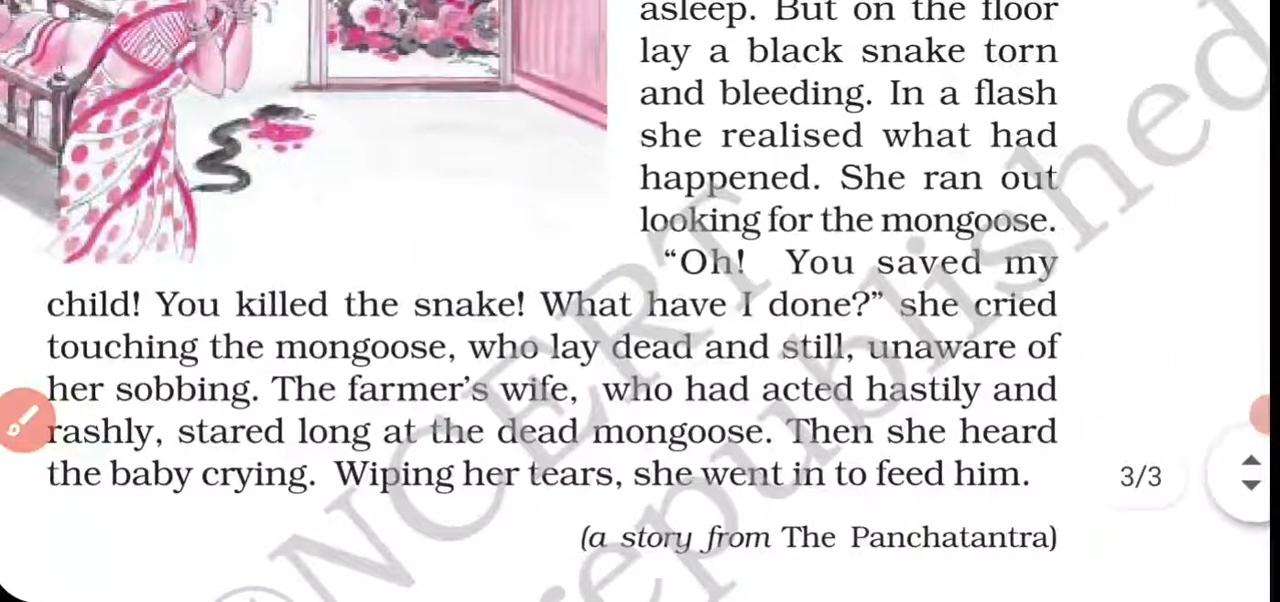 asleep. But on the floor
lay a black snake torn
and bleeding. In a flash
she realised what had
happened. She ran out
looking for the mongoose.
“Oh! You saved my
child! You killed the snake! What have I done?” she cried
touching the mongoose, who lay dead and still, unaware of
her sobbing. The farmer’s wife, who had acted hastily and
rashly, stared long at the dead mongoose. Then she heard
the baby crying. Wiping her tears, she went in to feed him.
3/3
(a story from The Panchatantra)
NCERT
republished